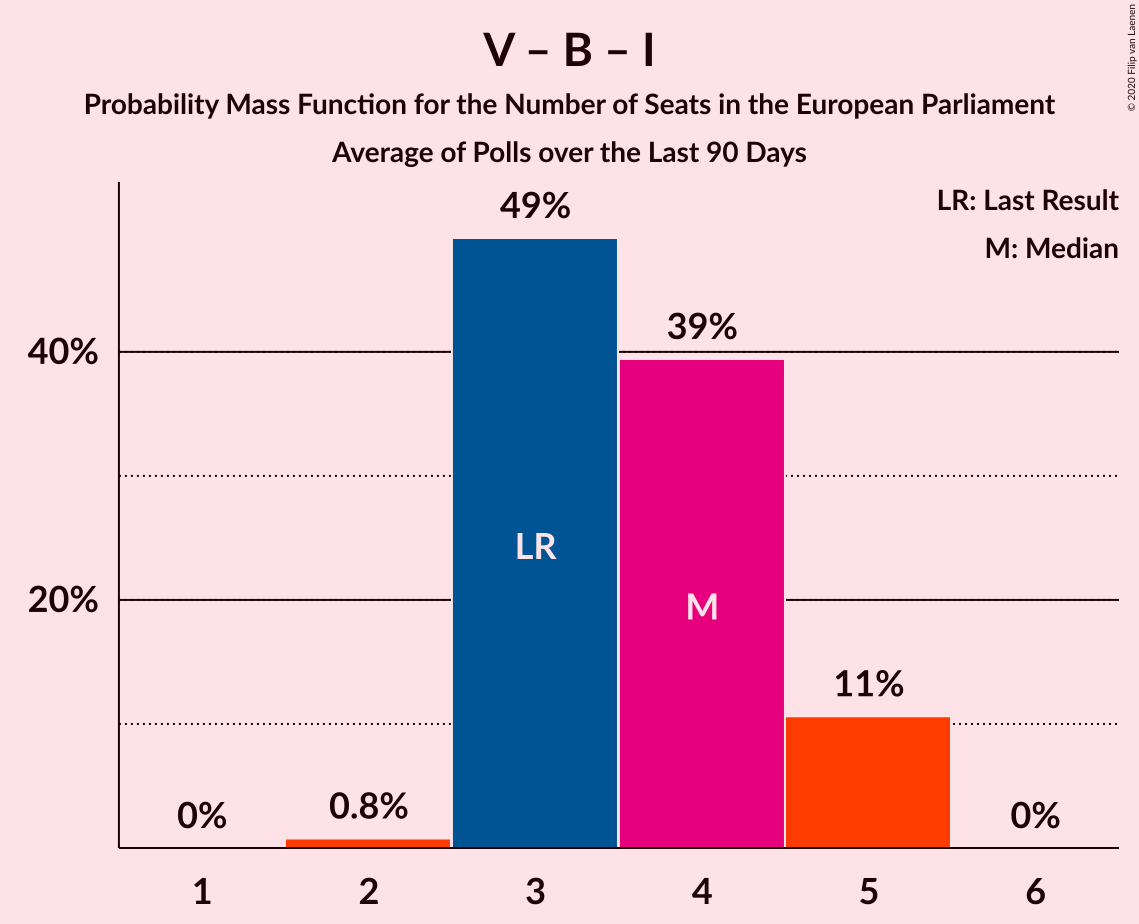 V – B – I
Probability Mass Function for the Number of Seats in the European Parliament
Average of Polls over the Last 90 Days
© 2020 Filip van Laenen
LR: Last Result
M: Median
49%
39%
40%
LR
20%
M
11%
0%
0.8%
0%
1 2 3 4 5 6